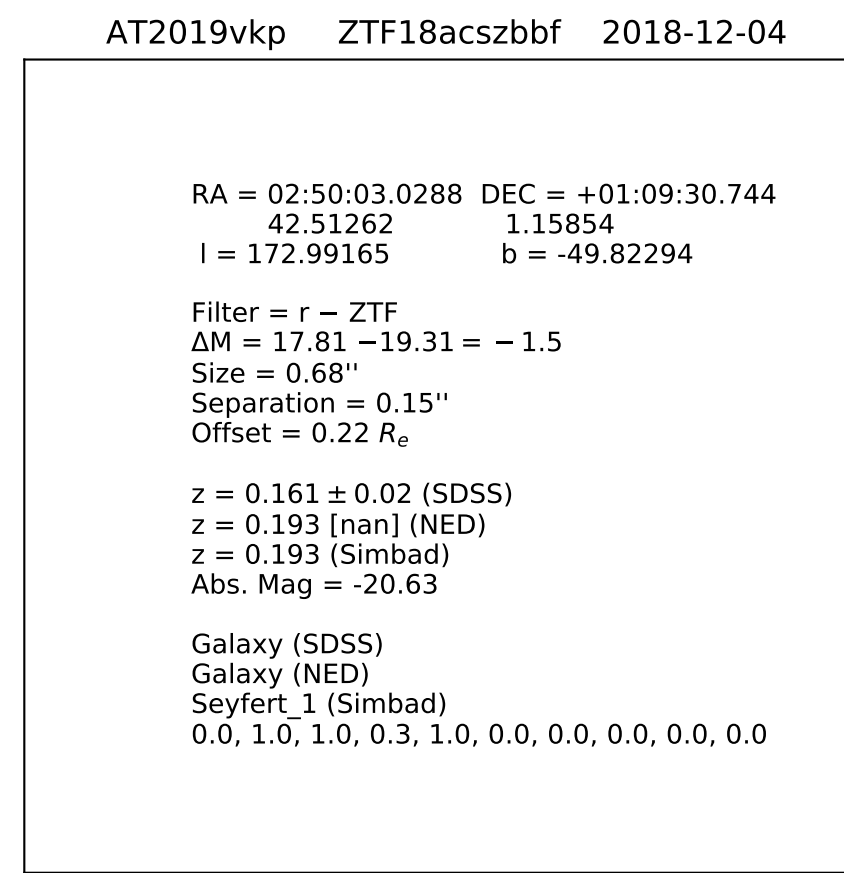 AT2019vkp ZTF18acszbbf 2018-12-04
RA = 02:50:03.0288 DEC = +01:09:30.744
42.51262 1.15854
l = 172.99165 b = -49.82294
Filter = r − ZTF
ΔM = 17.81 −19.31 = − 1.5
Size = 0.68''
Separation = 0.15''
Offset = 0.22 Rₑ
z = 0.161 ± 0.02 (SDSS)
z = 0.193 [nan] (NED)
z = 0.193 (Simbad)
Abs. Mag = -20.63
Galaxy (SDSS)
Galaxy (NED)
Seyfert_1 (Simbad)
0.0, 1.0, 1.0, 0.3, 1.0, 0.0, 0.0, 0.0, 0.0, 0.0